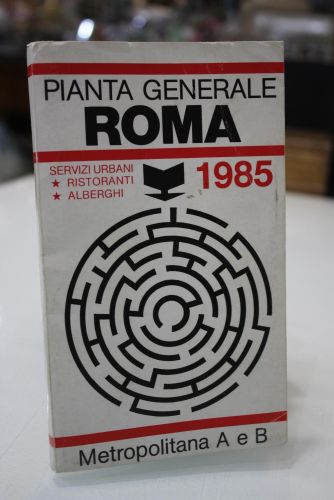 PIANTA GENERALE
ROMA
SERVIZI URBANI
★ RISTORANTI
★ ALBERGHI
1985
Metropolitana A e B